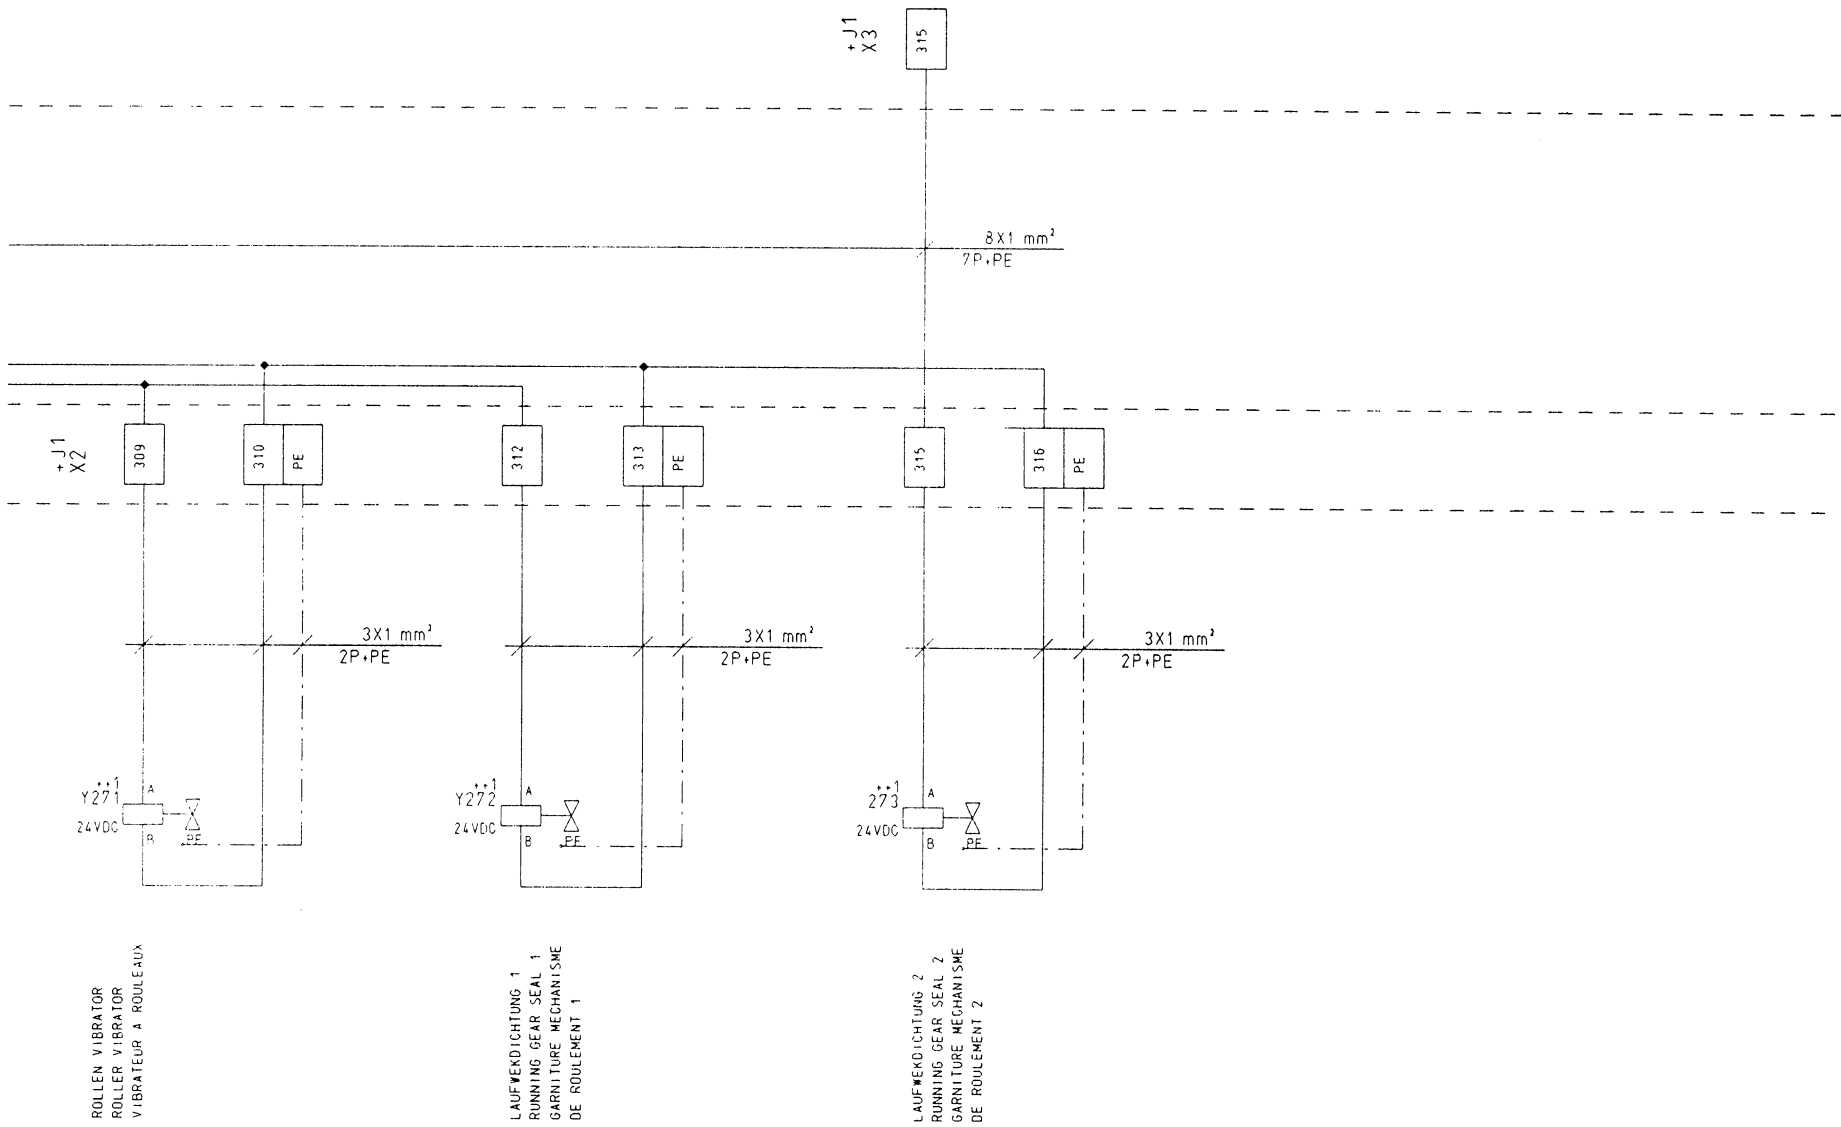 +J1
X3
315
8X1 mm²
7P+PE
+J1
X2
309
310
PE
312
313
PE
315
316
PE
3X1 mm²
2P+PE
3X1 mm²
2P+PE
3X1 mm²
2P+PE
++1
Y271
A
24VDC
B
PE
++1
Y272
A
24VDC
B
PE
++1
273
A
24VDC
B
PE
ROLLEN VIBRATOR
ROLLER VIBRATOR
VIBRATEUR A ROULEAUX
LAUFWEKDICHTUNG 1
RUNNING GEAR SEAL 1
GARNITURE MECHANISME
DE ROULEMENT 1
LAUFWEKDICHTUNG 2
RUNNING GEAR SEAL 2
GARNITURE MECHANISME
DE ROULEMENT 2